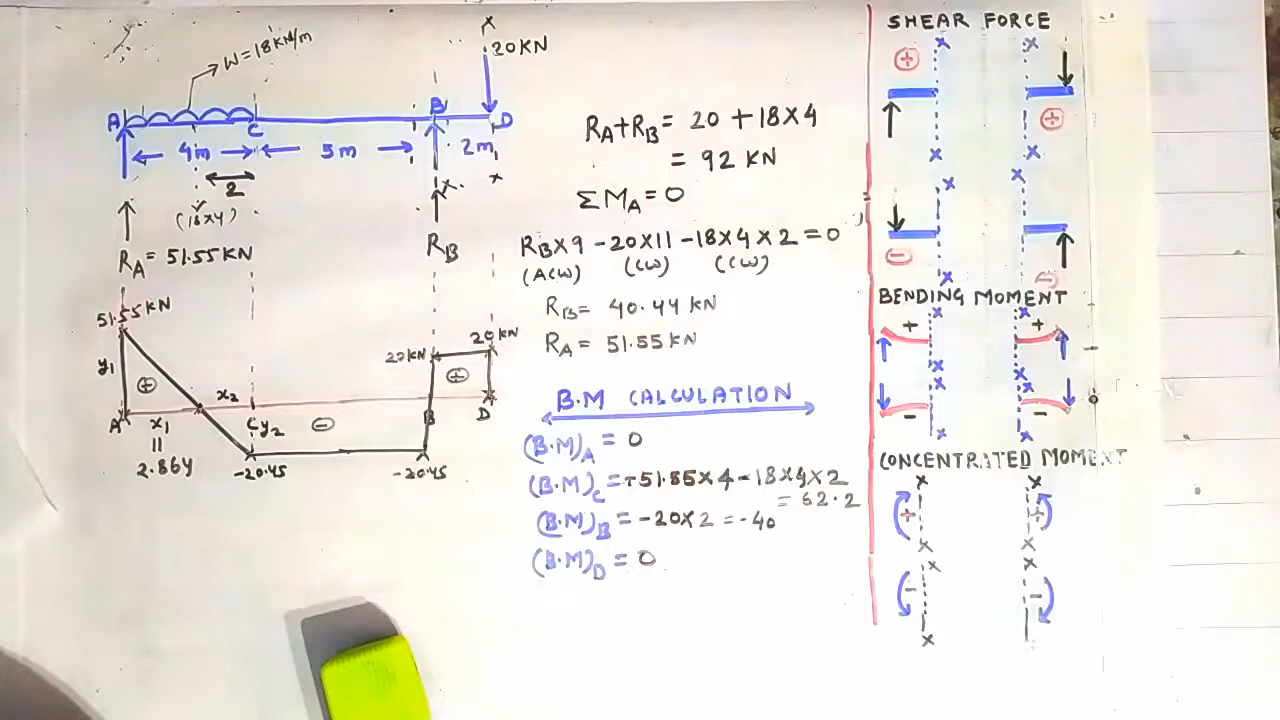 W=18KN/m
X
20KN
A
C
B
D
4m
5m
2m
2
X
X
(18x4)
RA = 51.55KN
RB
RA+RB = 20 + 18x4
= 92 KN
ΣMA = 0
RBx9 - 20x11 - 18x4x2 = 0
(ACW) (CW) (CW)
RB = 40.44 KN
RA = 51.55 KN
51.55 KN
y1
+
x2
20KN
20KN
+
A
x1
C
y2
-
B
D
=
2.864
-20.45
-20.45
B.M CALCULATION
(B.M)A = 0
(B.M)C = +51.55x4 - 18x4x2
= 62.2
(B.M)B = -20x2 = -40
(B.M)D = 0
SHEAR FORCE
+
+
-
-
BENDING MOMENT
+ +
- -
CONCENTRATED MOMENT
+ +
- -